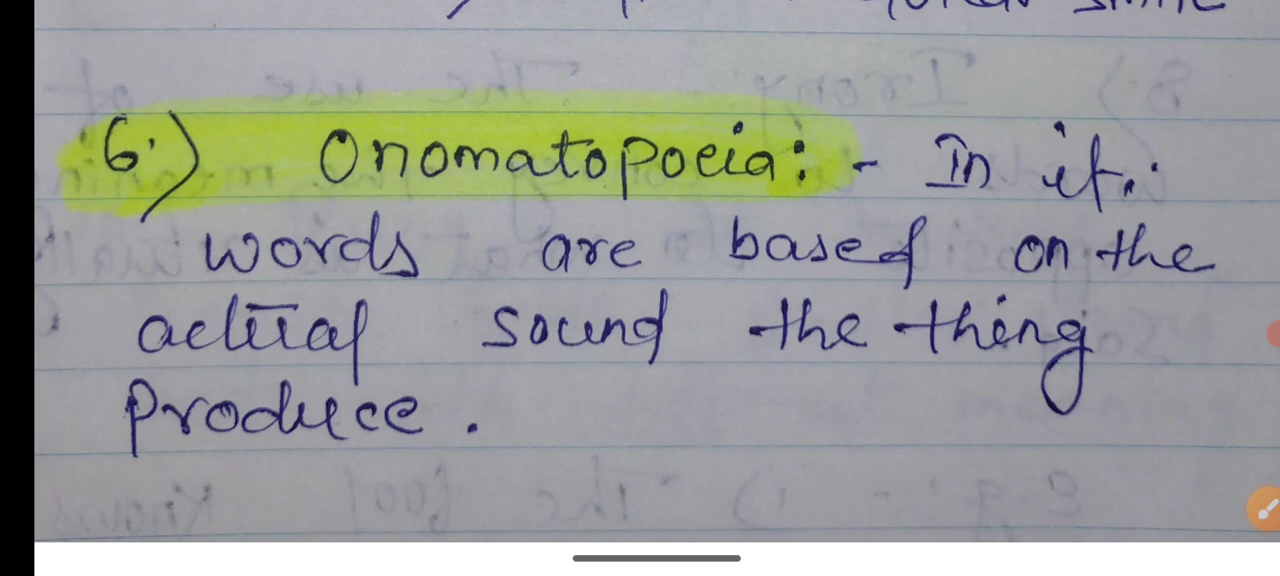 6.) Onomatopoeia: - In it.
words are based on the
actual sound the thing
produce.